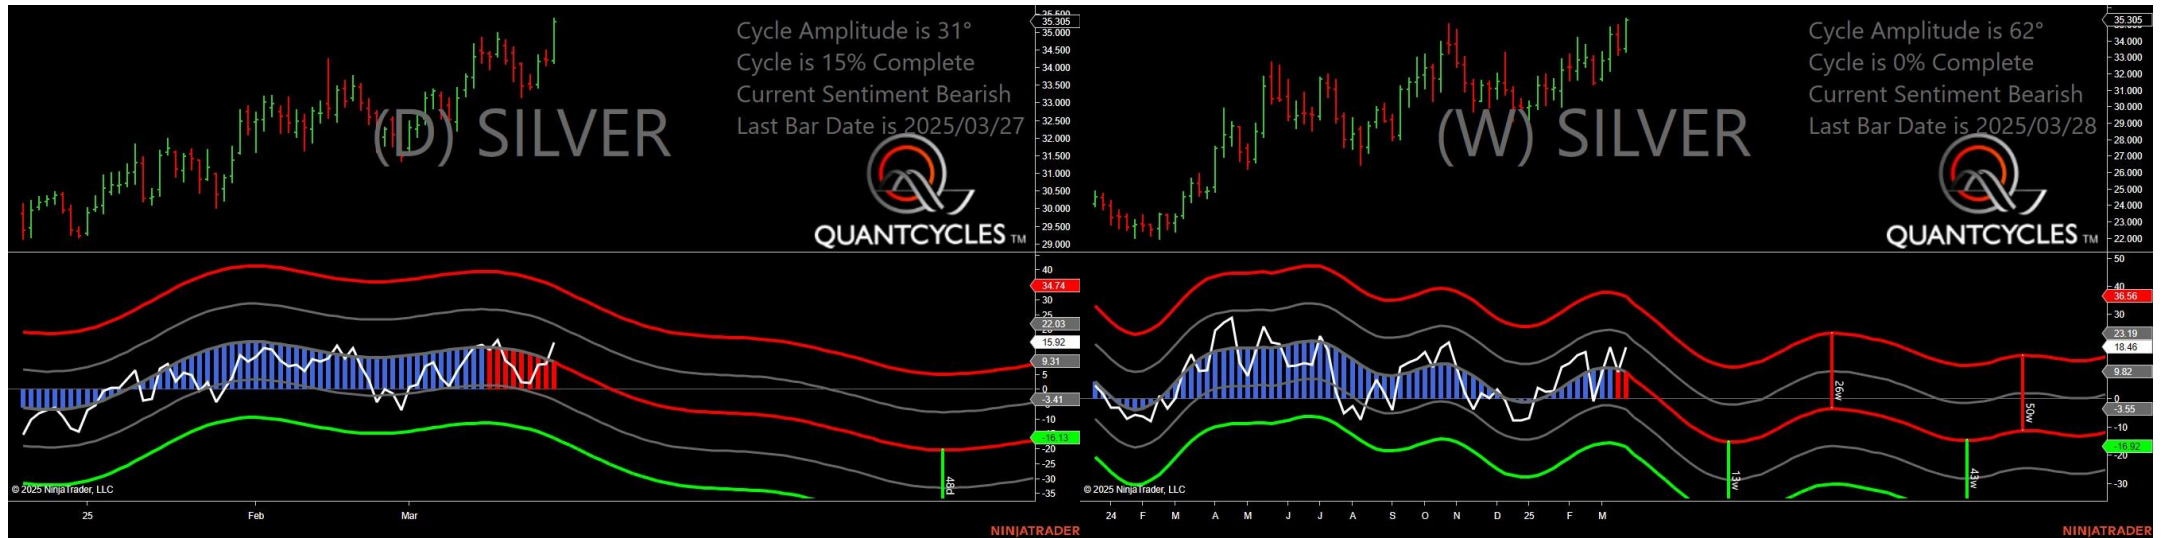 Cycle Amplitude is 31°
Cycle is 15% Complete
Current Sentiment Bearish
Last Bar Date is 2025/03/27
(D) SILVER
QUANTCYCLES TM
35.500
35.305
35.000
34.500
34.000
33.500
33.000
32.500
32.000
31.500
31.000
30.500
30.000
29.500
29.000
40
34.74
30
25
22.03
15.92
9.31
5
0
-3.41
-10
-16.13
-20
-25
-30
-35
48d
© 2025 NinjaTrader, LLC
25 Feb Mar
NINJATRADER
Cycle Amplitude is 62°
Cycle is 0% Complete
Current Sentiment Bearish
Last Bar Date is 2025/03/28
(W) SILVER
QUANTCYCLES TM
35.305
34.000
33.000
32.000
31.000
30.000
29.000
28.000
27.000
26.000
25.000
24.000
23.000
22.000
50
40
36.56
30
23.19
18.46
9.82
0
-3.55
-10
-16.92
-20
-30
13w
26w
43w
50w
© 2025 NinjaTrader, LLC
24 F M A M J J A S O N D 25 F M
NINJATRADER